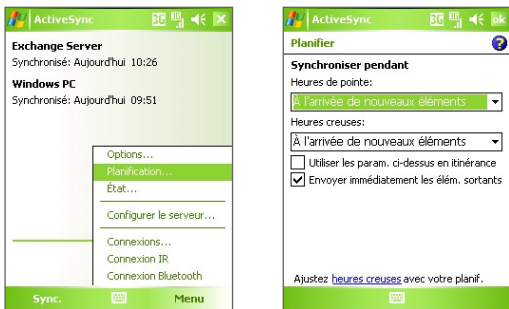 ActiveSync 3G
Exchange Server
Synchronisé: Aujourd'hui 10:26
Windows PC
Synchronisé: Aujourd'hui 09:51
Options...
Planification...
État...
Configurer le serveur...
Connexions...
Connexion IR
Connexion Bluetooth
Sync. Menu
ActiveSync 3G ok
Planifier
Synchroniser pendant
Heures de pointe:
À l'arrivée de nouveaux éléments
Heures creuses:
À l'arrivée de nouveaux éléments
Utiliser les param. ci-dessus en itinérance
Envoyer immédiatement les élém. sortants
Ajustez heures creuses avec votre planif.